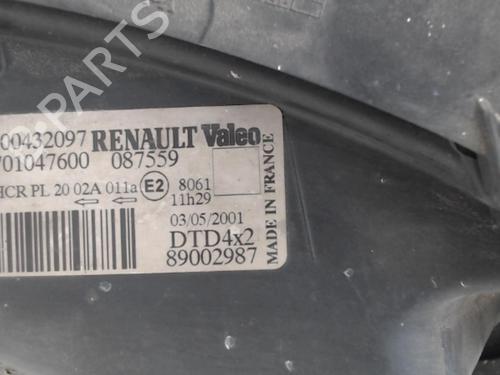 00432097 RENAULT Valeo
701047600 087559
HCR PL 20 02A 011a E2 8061
11h29
03/05/2001
DTD4x2
89002987
MADE IN FRANCE